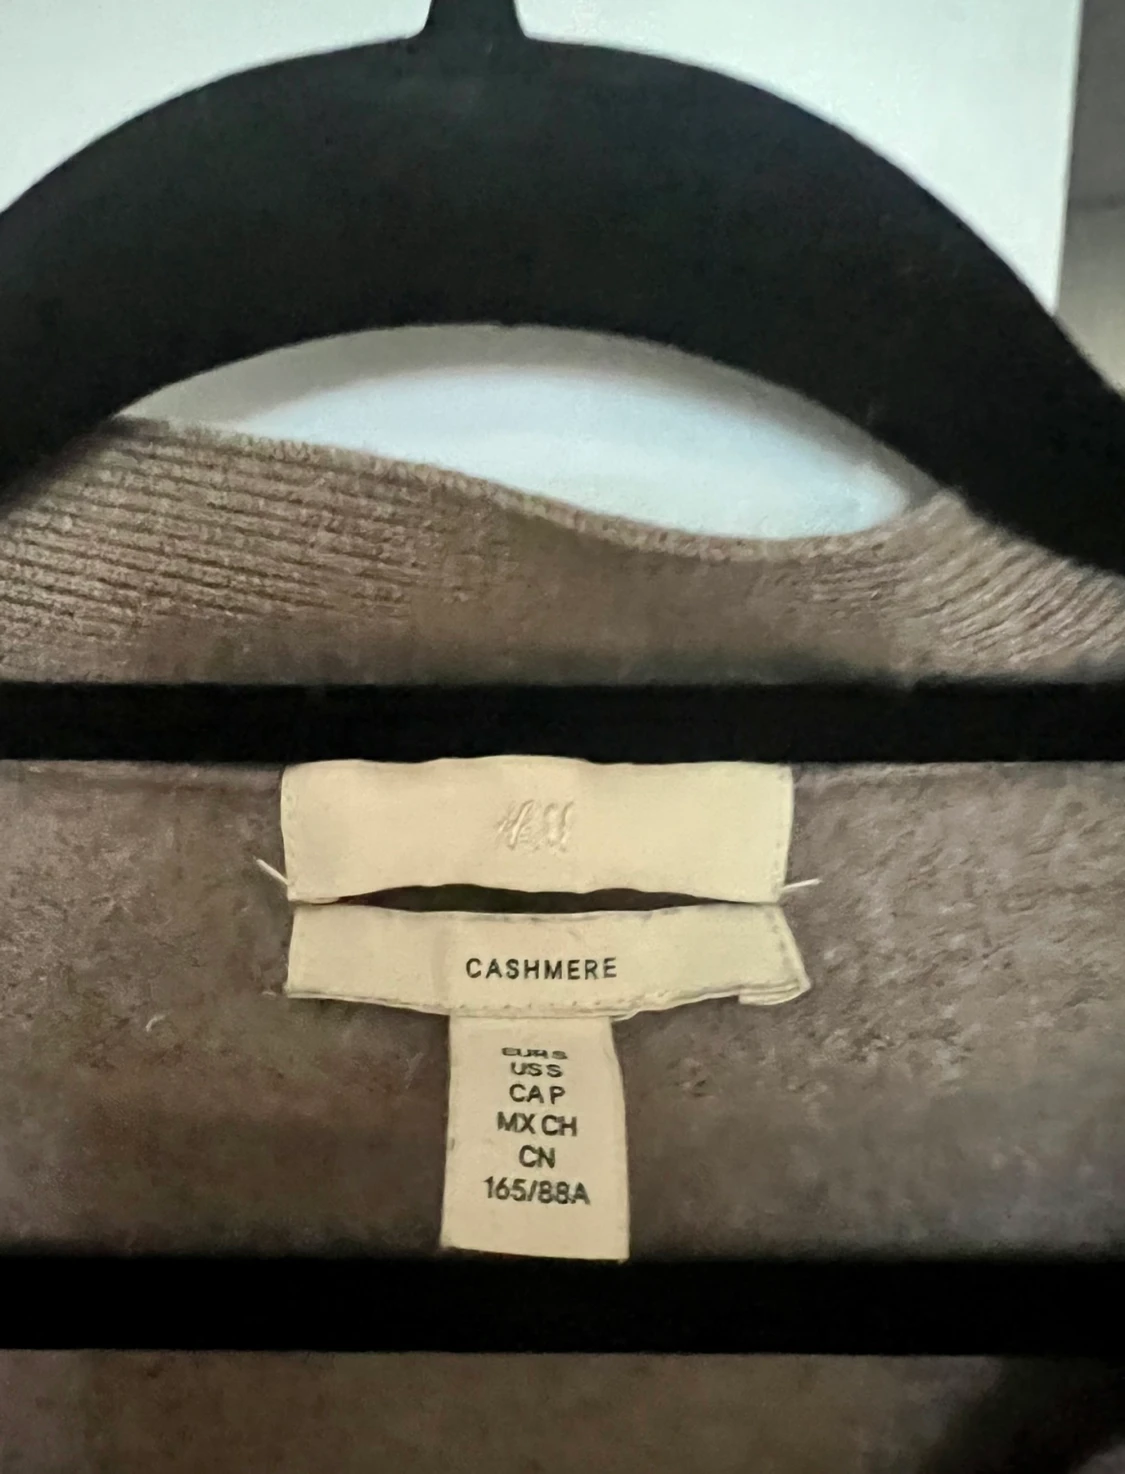 H&M
CASHMERE
EUR S
US S
CA P
MX CH
CN
165/88A